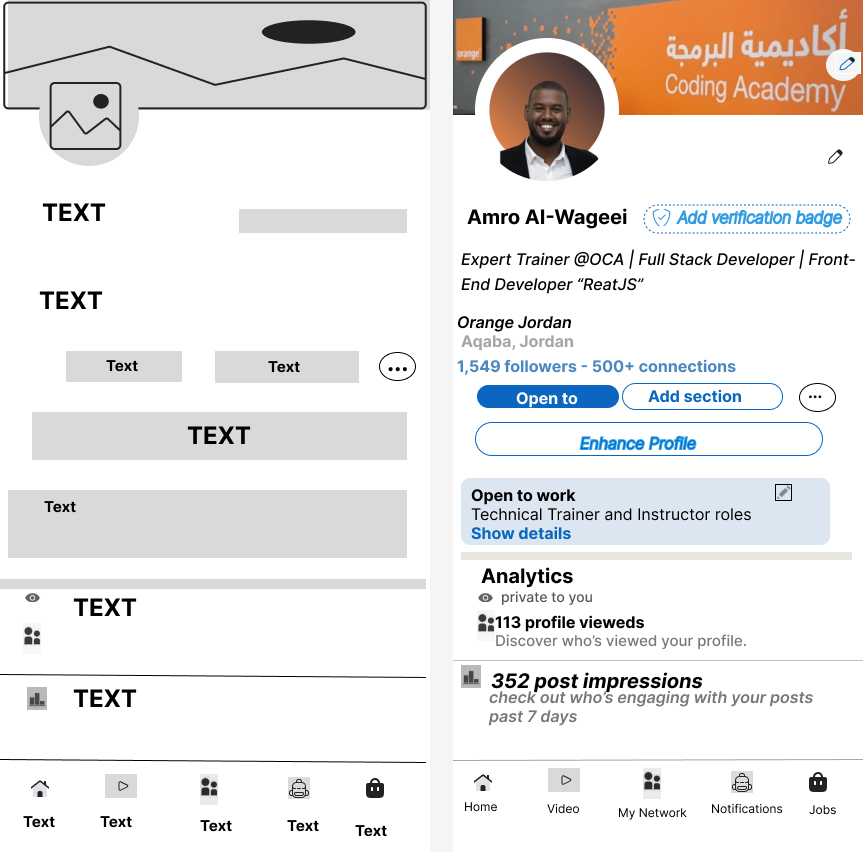 TEXT
TEXT
Text
Text
...
TEXT
Text
TEXT
TEXT
Text
Text
Text
Text
Text
orange
أكاديمية البرمجة
Coding Academy
Amro Al-Wageei
Add verification badge
Expert Trainer @OCA | Full Stack Developer | Front-
End Developer “ReatJS”
Orange Jordan
Aqaba, Jordan
1,549 followers - 500+ connections
Open to
Add section
...
Enhance Profile
Open to work
Technical Trainer and Instructor roles
Show details
Analytics
private to you
113 profile vieweds
Discover who’s viewed your profile.
352 post impressions
check out who’s engaging with your posts
past 7 days
Home
Video
My Network
Notifications
Jobs